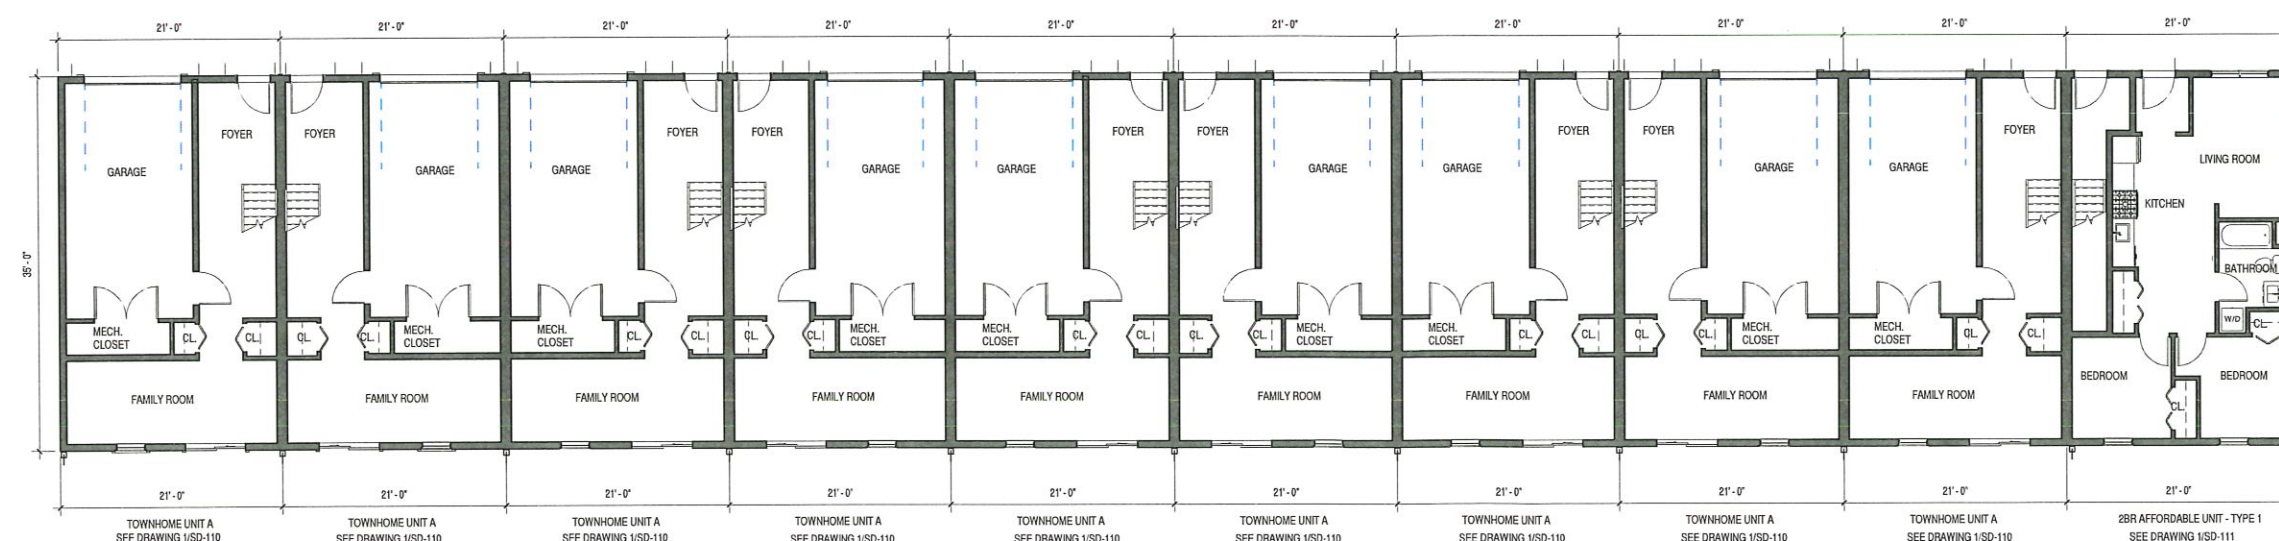 21'-0" 21'-0" 21'-0" 21'-0" 21'-0" 21'-0" 21'-0" 21'-0" 21'-0" 21'-0"
FOYER FOYER FOYER FOYER FOYER FOYER FOYER FOYER FOYER
GARAGE GARAGE GARAGE GARAGE GARAGE GARAGE GARAGE GARAGE GARAGE LIVING ROOM
KITCHEN
35'-0"
BATHROOM
W/D
CL.
MECH. CLOSET
CL. CL. CL. CL.
MECH. CLOSET
MECH. CLOSET
CL. CL. CL. CL.
MECH. CLOSET
MECH. CLOSET
CL. CL. CL. CL.
MECH. CLOSET
MECH. CLOSET
CL. CL. CL. CL.
MECH. CLOSET
MECH. CLOSET
CL. CL.
BEDROOM BEDROOM
CL.
FAMILY ROOM FAMILY ROOM FAMILY ROOM FAMILY ROOM FAMILY ROOM FAMILY ROOM FAMILY ROOM FAMILY ROOM FAMILY ROOM
21'-0" 21'-0" 21'-0" 21'-0" 21'-0" 21'-0" 21'-0" 21'-0" 21'-0" 21'-0"
TOWNHOME UNIT A TOWNHOME UNIT A TOWNHOME UNIT A TOWNHOME UNIT A TOWNHOME UNIT A TOWNHOME UNIT A TOWNHOME UNIT A TOWNHOME UNIT A TOWNHOME UNIT A 2BR AFFORDABLE UNIT - TYPE 1
SEE DRAWING 1/SD-110 SEE DRAWING 1/SD-110 SEE DRAWING 1/SD-110 SEE DRAWING 1/SD-110 SEE DRAWING 1/SD-110 SEE DRAWING 1/SD-110 SEE DRAWING 1/SD-110 SEE DRAWING 1/SD-110 SEE DRAWING 1/SD-110 SEE DRAWING 1/SD-111